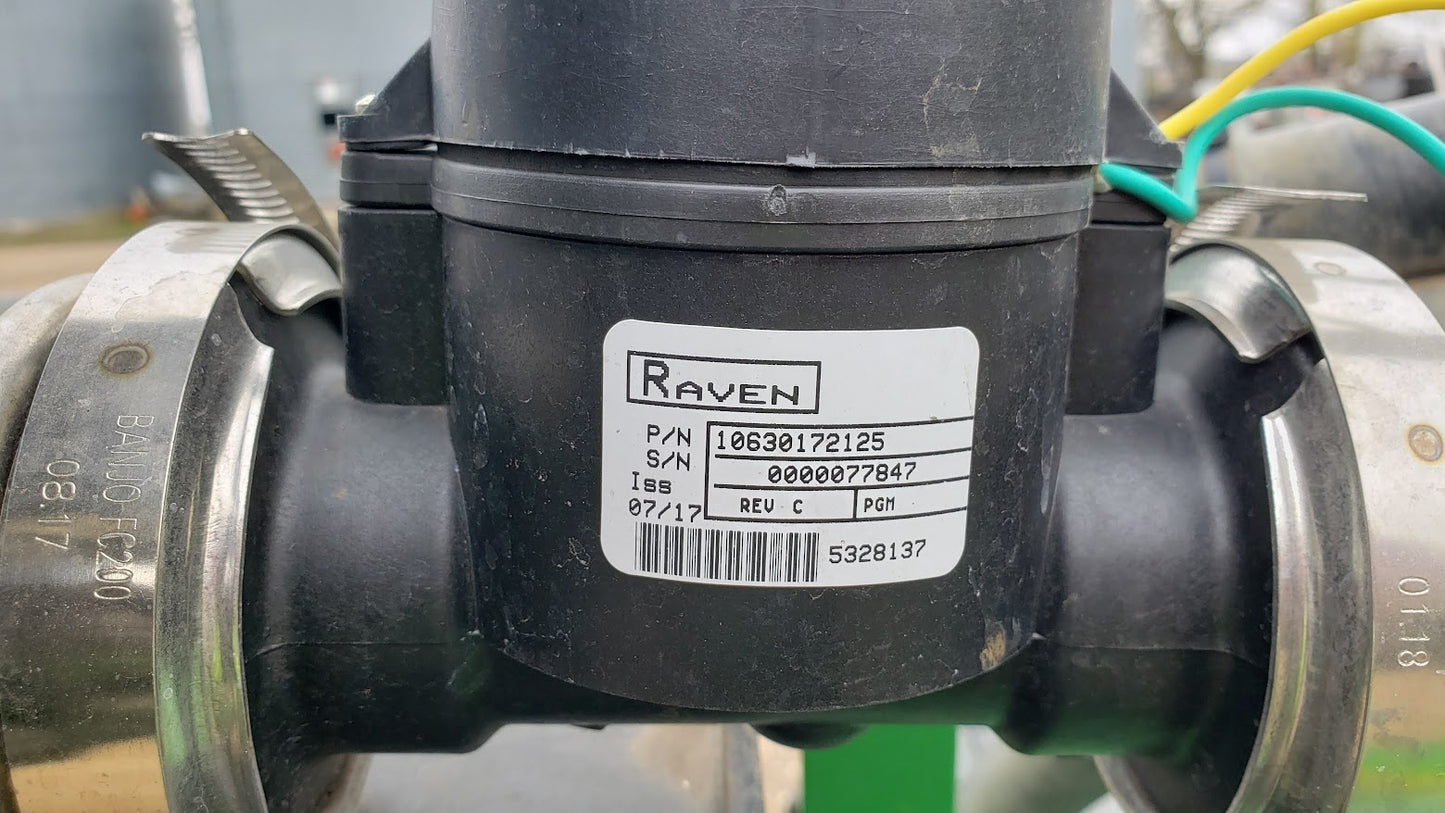 RAVEN
P/N 10630172125
S/N 0000077847
Iss
07/17 REV C PGM
5328137
BANJO FC200
08.17
01.18